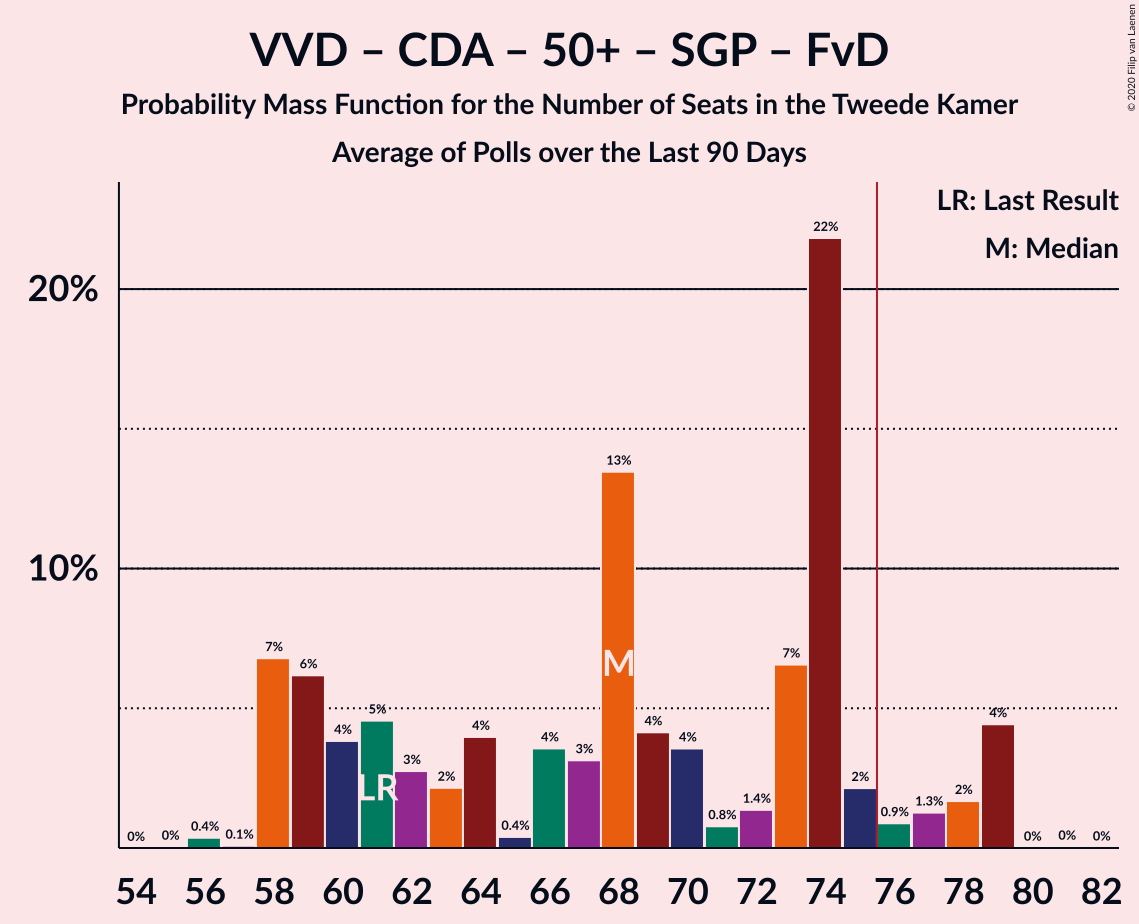 VVD – CDA – 50+ – SGP – FvD
Probability Mass Function for the Number of Seats in the Tweede Kamer
Average of Polls over the Last 90 Days
© 2020 Filip van Laenen
LR: Last Result
M: Median
20%
10%
0% 0% 0.4% 0.1% 7% 6% 4% 5% 3% 2% 4% 0.4% 4% 3% 13% 4% 4% 0.8% 1.4% 7% 22% 2% 0.9% 1.3% 2% 4% 0% 0% 0%
LR
M
54 56 58 60 62 64 66 68 70 72 74 76 78 80 82